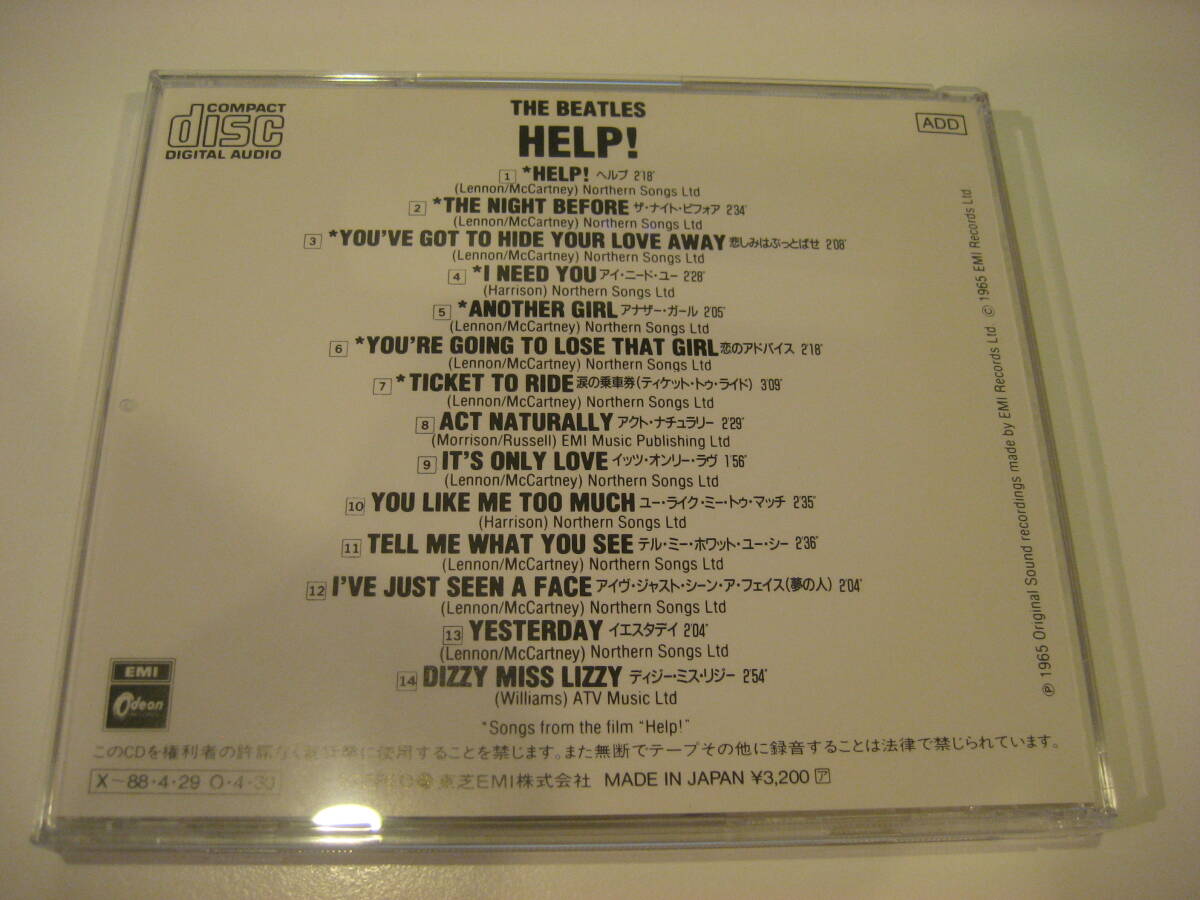 COMPACT
disc
DIGITAL AUDIO
THE BEATLES
HELP!
ADD
1 *HELP! ヘルプ 2'18"
(Lennon/McCartney) Northern Songs Ltd
2 *THE NIGHT BEFORE ザ・ナイト・ビフォア 2'34"
(Lennon/McCartney) Northern Songs Ltd
3 *YOU'VE GOT TO HIDE YOUR LOVE AWAY 悲しみはぶっとばせ 2'08"
(Lennon/McCartney) Northern Songs Ltd
4 *I NEED YOU アイ・ニード・ユー 2'28"
(Harrison) Northern Songs Ltd
5 *ANOTHER GIRL アナザー・ガール 2'05"
(Lennon/McCartney) Northern Songs Ltd
6 *YOU'RE GOING TO LOSE THAT GIRL 恋のアドバイス 2'18"
(Lennon/McCartney) Northern Songs Ltd
7 *TICKET TO RIDE 涙の乗車券(ティケット・トゥ・ライド) 3'09"
(Lennon/McCartney) Northern Songs Ltd
8 ACT NATURALLY アクト・ナチュラリー 2'29"
(Morrison/Russell) EMI Music Publishing Ltd
9 IT'S ONLY LOVE イッツ・オンリー・ラヴ 1'56"
(Lennon/McCartney) Northern Songs Ltd
10 YOU LIKE ME TOO MUCH ユー・ライク・ミー・トゥ・マッチ 2'35"
(Harrison) Northern Songs Ltd
11 TELL ME WHAT YOU SEE テル・ミー・ホワット・ユー・シー 2'36"
(Lennon/McCartney) Northern Songs Ltd
12 I'VE JUST SEEN A FACE アイヴ・ジャスト・シーン・ア・フェイス(夢の人) 2'04"
(Lennon/McCartney) Northern Songs Ltd
13 YESTERDAY イエスタデイ 2'04"
(Lennon/McCartney) Northern Songs Ltd
14 DIZZY MISS LIZZY ディジー・ミス・リジー 2'54"
(Williams) ATV Music Ltd
*Songs from the film "Help!"
EMI
Odeon
このCDを権利者の許諾なく賃貸業に使用することを禁じます。また無断でテープその他に録音することは法律で禁じられています。
X-88・4・29 O・4・30
東芝EMI株式会社 MADE IN JAPAN ¥3,200 ア
℗ 1965 Original Sound recordings made by EMI Records Ltd. © 1965 EMI Records Ltd